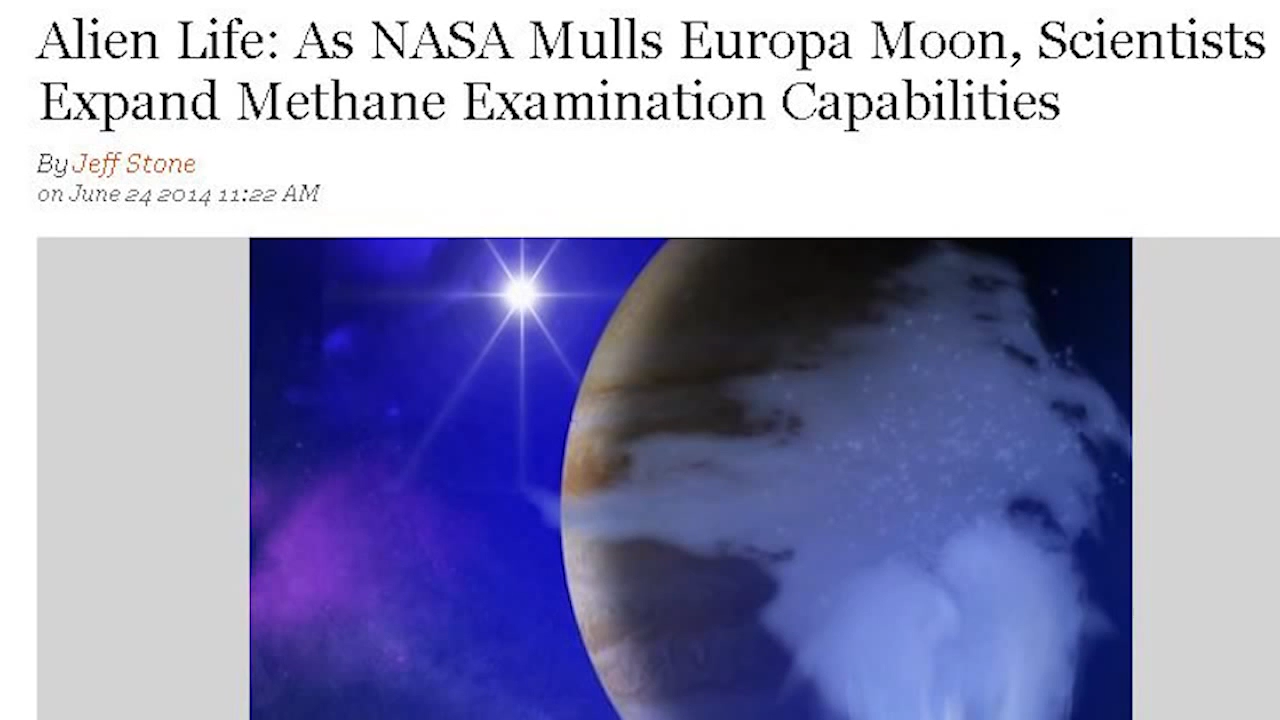 Alien Life: As NASA Mulls Europa Moon, Scientists
Expand Methane Examination Capabilities
By Jeff Stone
on June 24 2014 11:22 AM